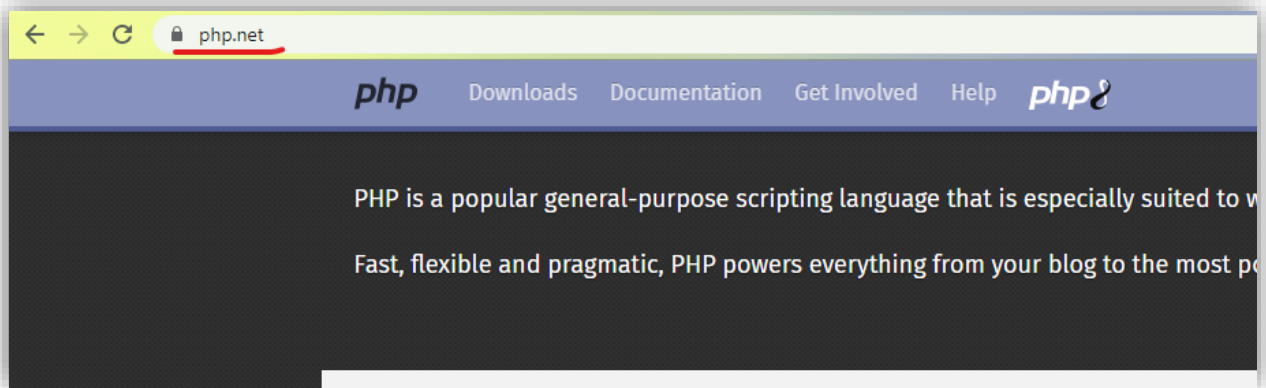 php.net
php Downloads Documentation Get Involved Help php8
PHP is a popular general-purpose scripting language that is especially suited to w
Fast, flexible and pragmatic, PHP powers everything from your blog to the most po